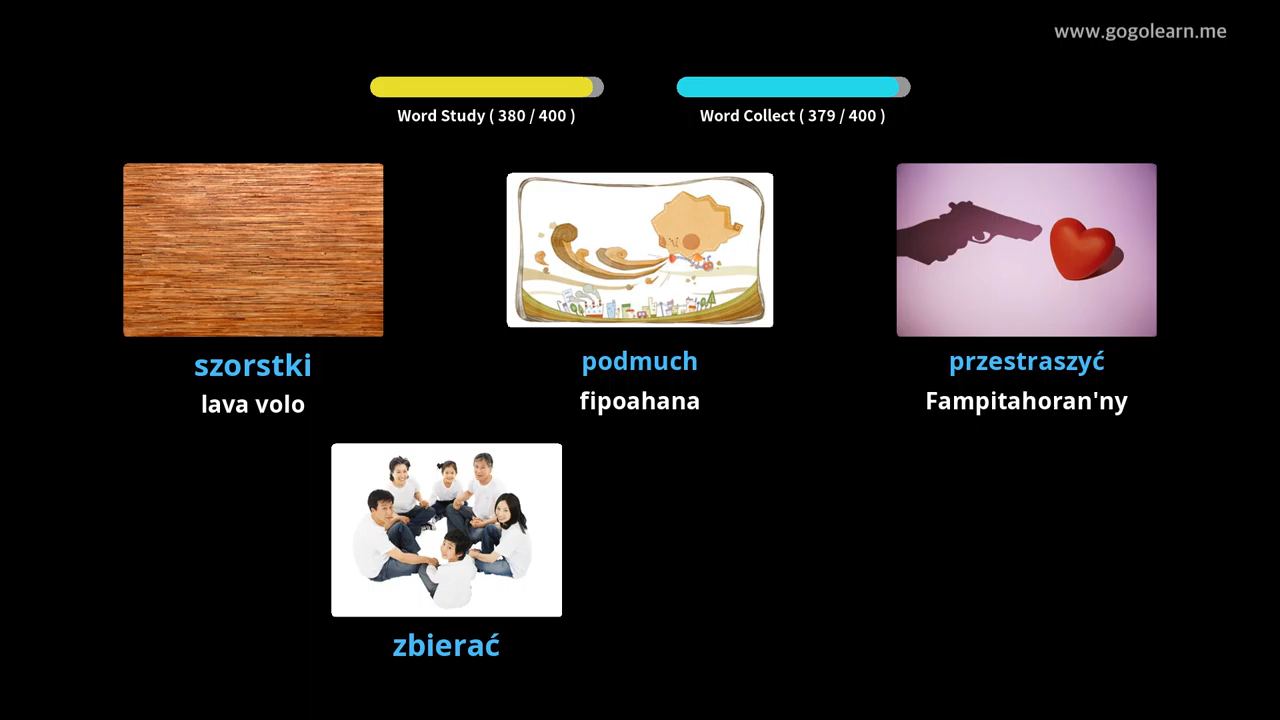 www.gogolearn.me
Word Study ( 380 / 400 )
Word Collect ( 379 / 400 )
szorstki
lava volo
podmuch
fipoahana
przestraszyć
Fampitahoran'ny
zbierać